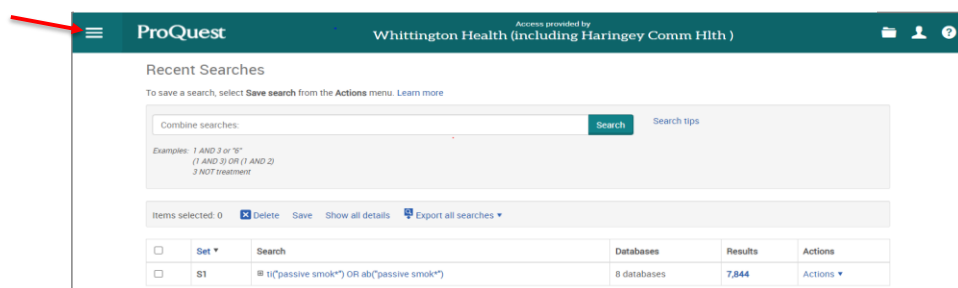 ProQuest
Access provided by
Whittington Health (including Haringey Comm Hlth )
Recent Searches
To save a search, select Save search from the Actions menu. Learn more
Combine searches:
Search
Search tips
Examples: 1 AND 3 or "6"
(1 AND 3) OR (1 AND 2)
3 NOT treatment
Items selected: 0 Delete Save Show all details Export all searches
Set Search Databases Results Actions
S1 ti("passive smok*") OR ab("passive smok*") 8 databases 7,844 Actions